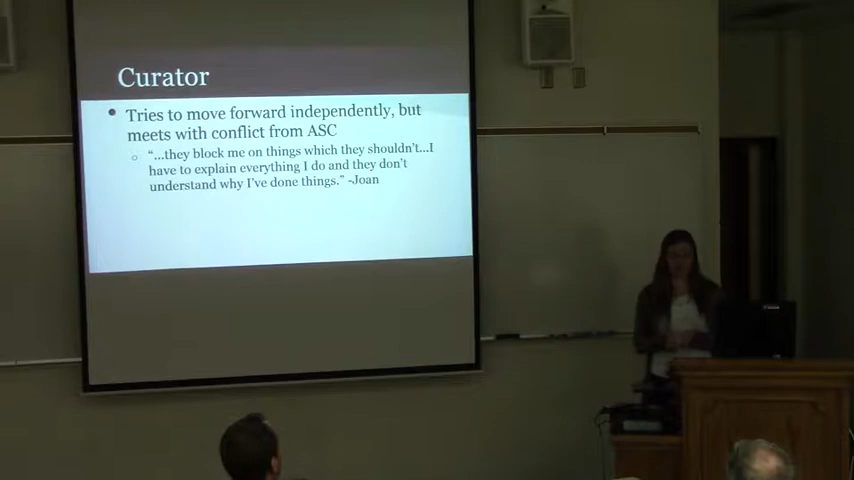 Curator
• Tries to move forward independently, but
meets with conflict from ASC
○ “...they block me on things which they shouldn’t...I
have to explain everything I do and they don’t
understand why I’ve done things.” -Joan